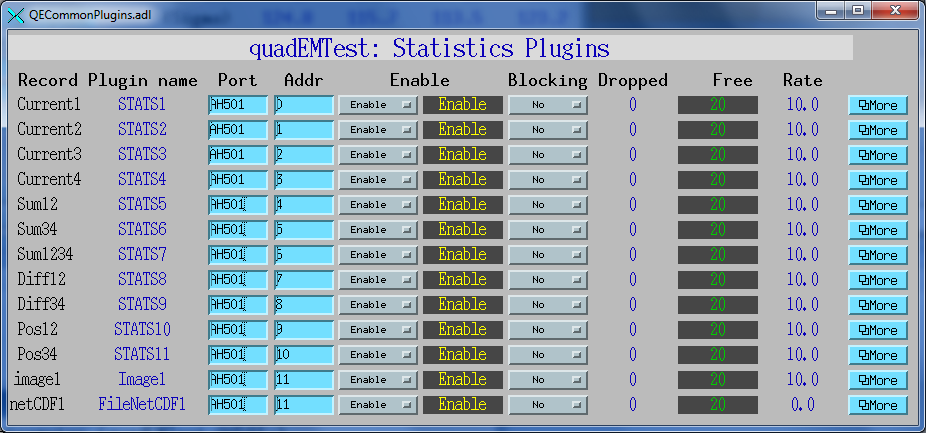 QECommonPlugins.adl
quadEMTest: Statistics Plugins
Record Plugin name Port Addr Enable Blocking Dropped Free Rate
Current1 STATS1 AH501 0 Enable Enable No 0 20 10.0 More
Current2 STATS2 AH501 1 Enable Enable No 0 20 10.0 More
Current3 STATS3 AH501 2 Enable Enable No 0 20 10.0 More
Current4 STATS4 AH501 3 Enable Enable No 0 20 10.0 More
Sum12 STATS5 AH501 4 Enable Enable No 0 20 10.0 More
Sum34 STATS6 AH501 5 Enable Enable No 0 20 10.0 More
Sum1234 STATS7 AH501 6 Enable Enable No 0 20 10.0 More
Diff12 STATS8 AH501 7 Enable Enable No 0 20 10.0 More
Diff34 STATS9 AH501 8 Enable Enable No 0 20 10.0 More
Pos12 STATS10 AH501 9 Enable Enable No 0 20 10.0 More
Pos34 STATS11 AH501 10 Enable Enable No 0 20 10.0 More
image1 Image1 AH501 11 Enable Enable No 0 20 10.0 More
netCDF1 FileNetCDF1 AH501 11 Enable Enable No 0 20 0.0 More